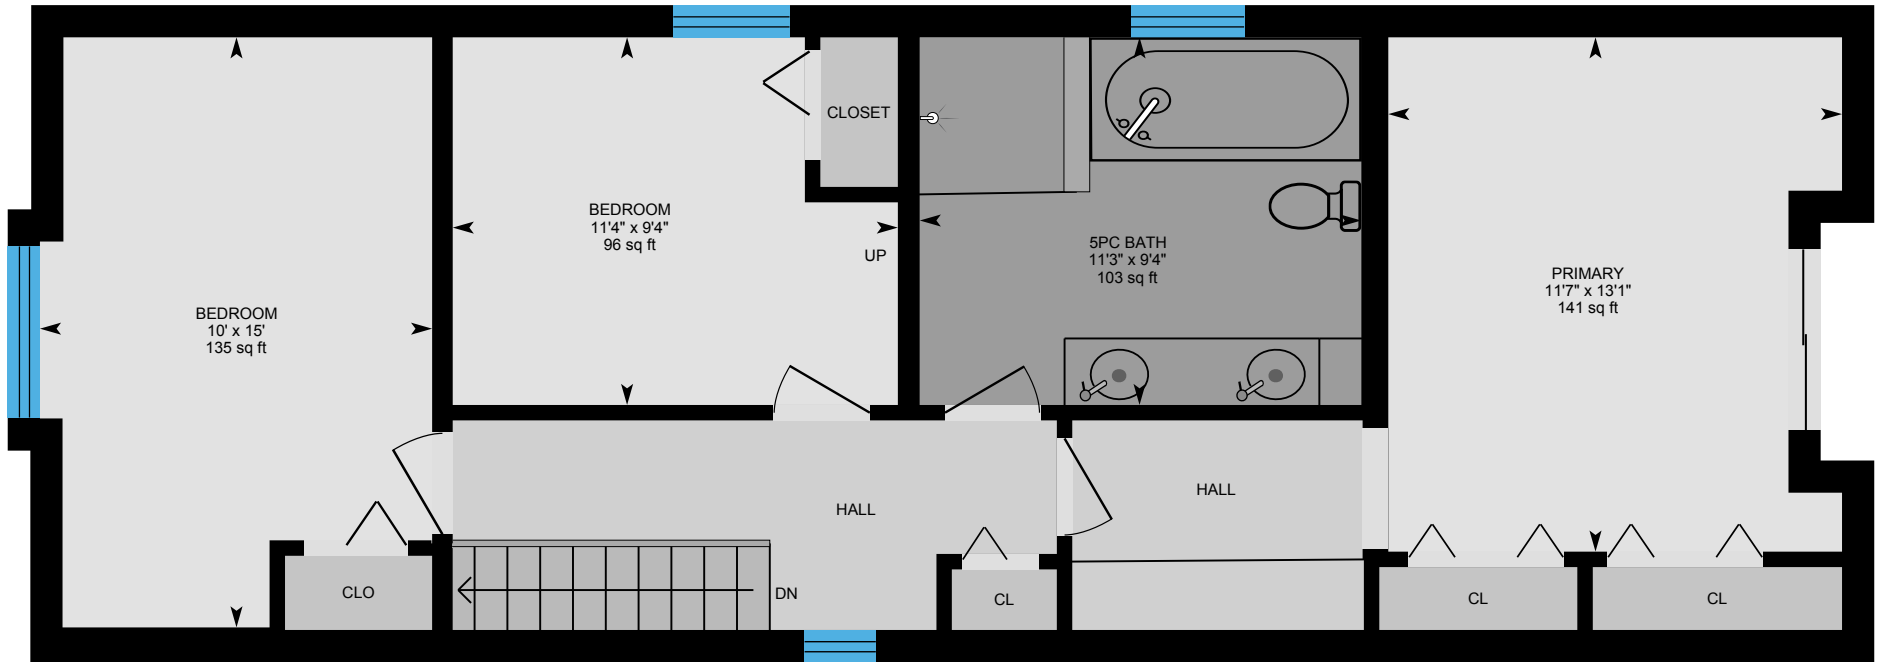 CLOSET
BEDROOM
11'4" x 9'4"
96 sq ft
UP
5PC BATH
11'3" x 9'4"
103 sq ft
PRIMARY
11'7" x 13'1"
141 sq ft
BEDROOM
10' x 15'
135 sq ft
HALL
HALL
CLO
DN
CL
CL
CL